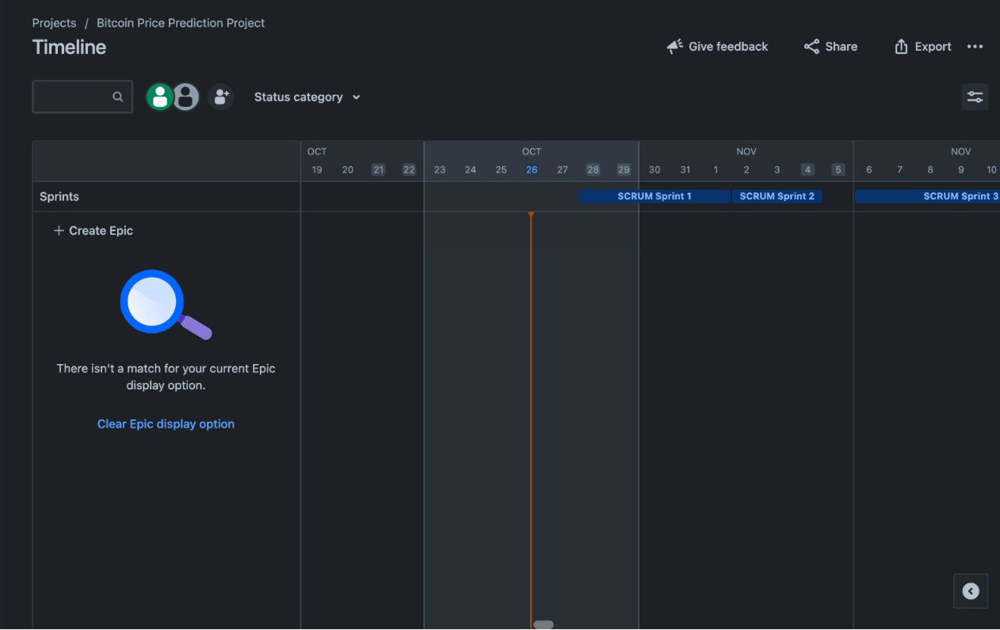 Projects / Bitcoin Price Prediction Project
Timeline
Give feedback
Share
Export
Status category
OCT
OCT
NOV
NOV
19 20 21 22 23 24 25 26 27 28 29 30 31 1 2 3 4 5 6 7 8 9 10
Sprints
SCRUM Sprint 1
SCRUM Sprint 2
SCRUM Sprint 3
+ Create Epic
There isn't a match for your current Epic
display option.
Clear Epic display option